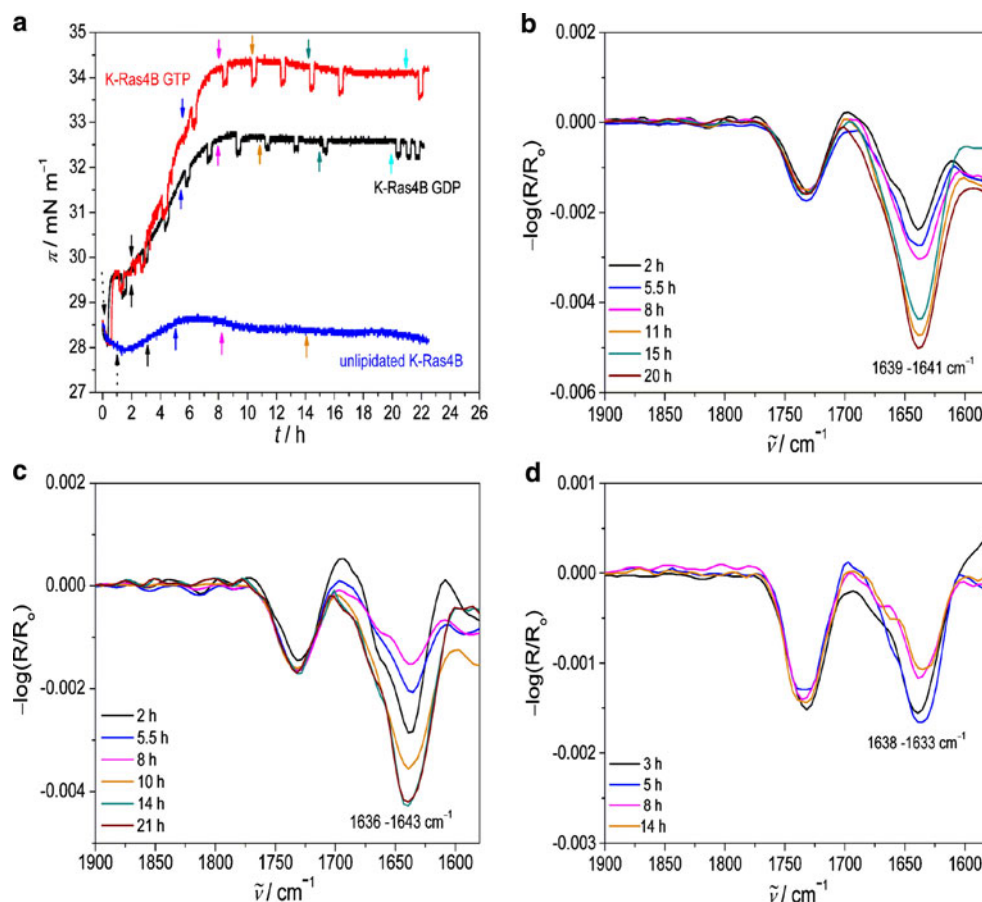 a
35
34
33
32
31
30
29
28
27
π / mN m⁻¹
K-Ras4B GTP
K-Ras4B GDP
unlipidated K-Ras4B
0 2 4 6 8 10 12 14 16 18 20 22 24 26
t / h
b
0.002
0.000
-0.002
-0.004
-0.006
−log(R/Rₒ)
2 h
5.5 h
8 h
11 h
15 h
20 h
1639 -1641 cm⁻¹
1900 1850 1800 1750 1700 1650 1600
ν̃ / cm⁻¹
c
0.002
0.000
-0.002
-0.004
−log(R/Rₒ)
2 h
5.5 h
8 h
10 h
14 h
21 h
1636 -1643 cm⁻¹
1900 1850 1800 1750 1700 1650 1600
ν̃ / cm⁻¹
d
0.001
0.000
-0.001
-0.002
-0.003
−log(R/Rₒ)
3 h
5 h
8 h
14 h
1638 -1633 cm⁻¹
1900 1850 1800 1750 1700 1650 1600
ν̃ / cm⁻¹